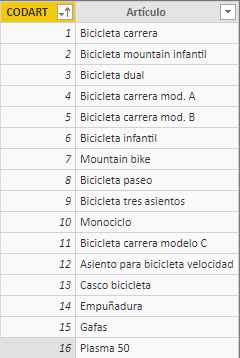 CODART Artículo
1 Bicicleta carrera
2 Bicicleta mountain infantil
3 Bicicleta dual
4 Bicicleta carrera mod. A
5 Bicicleta carrera mod. B
6 Bicicleta infantil
7 Mountain bike
8 Bicicleta paseo
9 Bicicleta tres asientos
10 Monociclo
11 Bicicleta carrera modelo C
12 Asiento para bicicleta velocidad
13 Casco bicicleta
14 Empuñadura
15 Gafas
16 Plasma 50